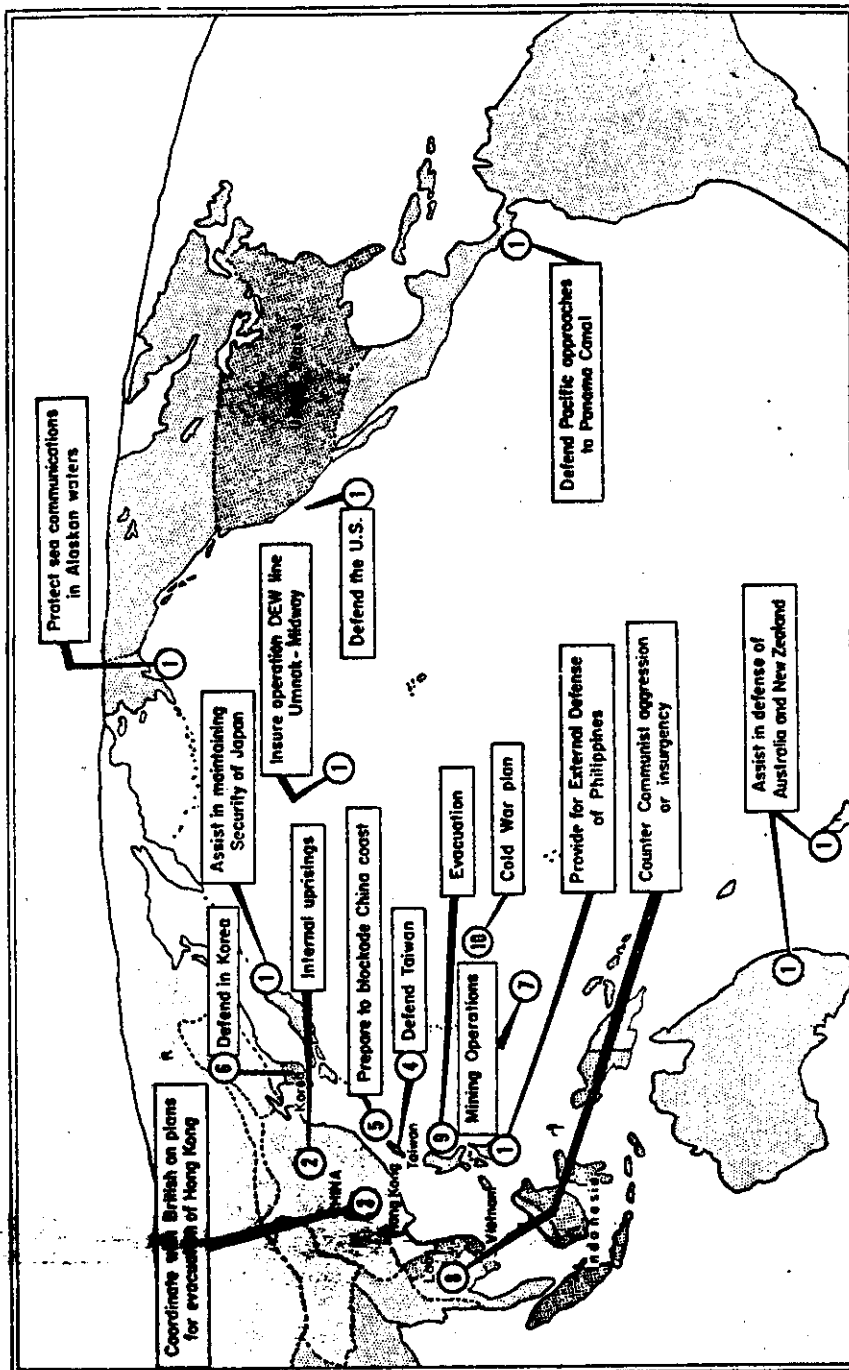 Protect sea communications
in Alaskan waters
1
Coordinate with British on plans
for evacuation of Hong Kong
3
6
Defend in Korea
Assist in maintaining
Security of Japan
1
Internal uprisings
2
Insure operation DEW line
Umnak-Midway
1
Defend the U.S.
1
Prepare to blockade China coast
5
4
Defend Taiwan
Evacuation
9
Mining Operations
7
10
Cold War plan
Provide for External Defense
of Philippines
1
Counter Communist aggression
or insurgency
8
Defend Pacific approaches
to Panama Canal
1
Assist in defense of
Australia and New Zealand
1
1
R
Korea
CHINA
Hong Kong
Taiwan
Vietnam
Indonesia